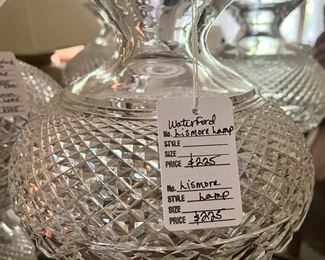 Waterford
No. Lismore Lamp
STYLE
SIZE
PRICE $225
No. Lismore
STYLE Lamp
SIZE
PRICE $225